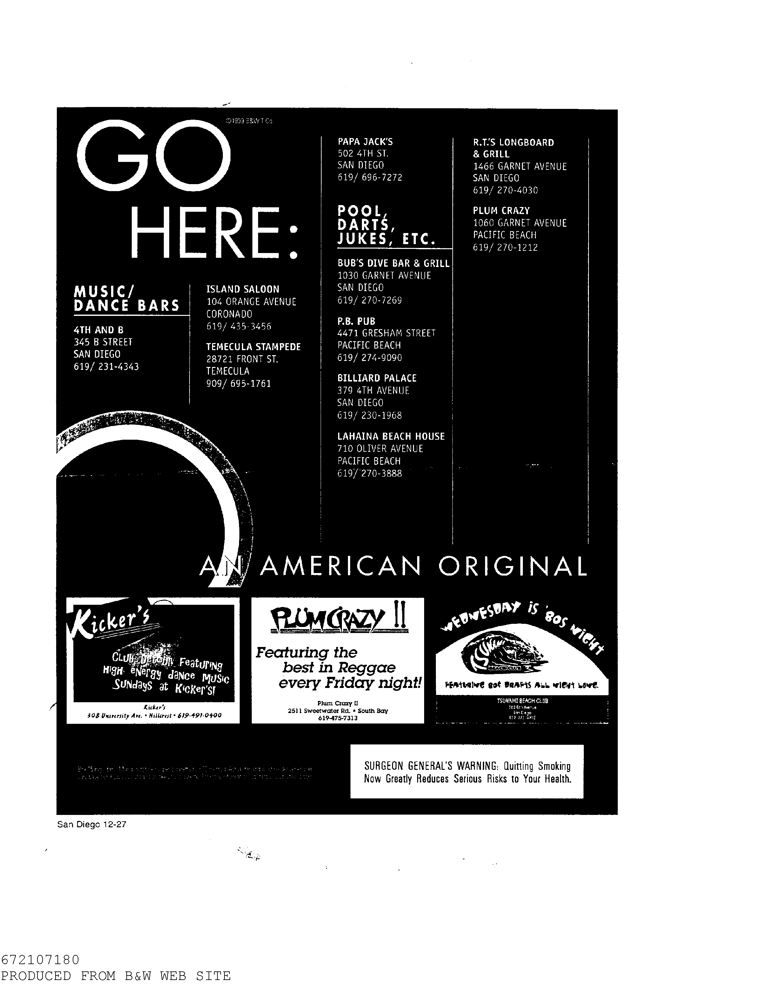 ©1999 B&W T Co.
GO
HERE:
MUSIC/
DANCE BARS
4TH AND B
345 B STREET
SAN DIEGO
619/ 231-4343
ISLAND SALOON
104 ORANGE AVENUE
CORONADO
619/ 435-3456
TEMECULA STAMPEDE
28721 FRONT ST.
TEMECULA
909/ 695-1761
PAPA JACK'S
502 4TH ST.
SAN DIEGO
619/ 696-7272
POOL,
DARTS,
JUKES, ETC.
BUB'S DIVE BAR & GRILL
1030 GARNET AVENUE
SAN DIEGO
619/ 270-7269
P.B. PUB
4471 GRESHAM STREET
PACIFIC BEACH
619/ 274-9090
BILLIARD PALACE
379 4TH AVENUE
SAN DIEGO
619/ 230-1968
LAHAINA BEACH HOUSE
710 OLIVER AVENUE
PACIFIC BEACH
619/ 270-3888
R.T.'S LONGBOARD
& GRILL
1466 GARNET AVENUE
SAN DIEGO
619/ 270-4030
PLUM CRAZY
1060 GARNET AVENUE
PACIFIC BEACH
619/ 270-1212
AN AMERICAN ORIGINAL
Kicker's
Club Featuring
High energy dance Music
Sundays at Kicker's!
Kicker's
308 University Ave. • Hillcrest • 619-491-0400
PLUM CRAZY II
Featuring the
best in Reggae
every Friday night!
Plum Crazy II
2511 Sweetwater Rd. • South Bay
619-475-7313
WEDNESDAY iS '80S NiGHT
FEATURING 80¢ DRAFTS ALL NIGHT LONG.
TSUNAMI BEACH CLUB
SURGEON GENERAL'S WARNING: Quitting Smoking
Now Greatly Reduces Serious Risks to Your Health.
San Diego 12-27
672107180
PRODUCED FROM B&W WEB SITE